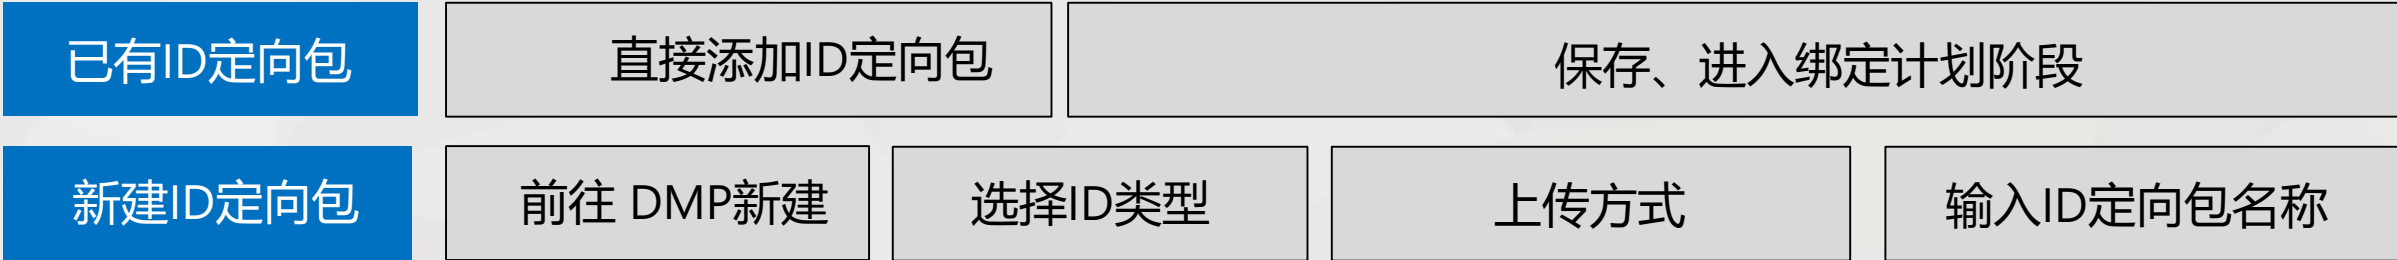 已有ID定向包
直接添加ID定向包
保存、进入绑定计划阶段
新建ID定向包
前往 DMP新建
选择ID类型
上传方式
输入ID定向包名称